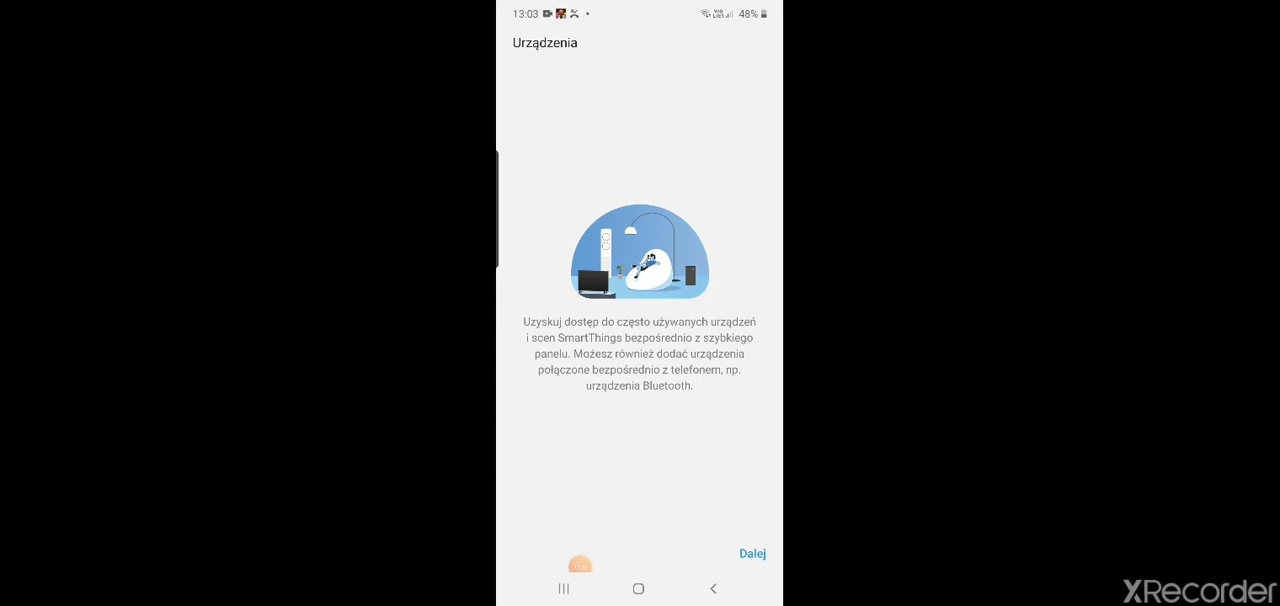 13:03 48%
Urządzenia
Uzyskuj dostęp do często używanych urządzeń
i scen SmartThings bezpośrednio z szybkiego
panelu. Możesz również dodać urządzenia
połączone bezpośrednio z telefonem, np.
urządzenia Bluetooth.
Dalej
XRecorder